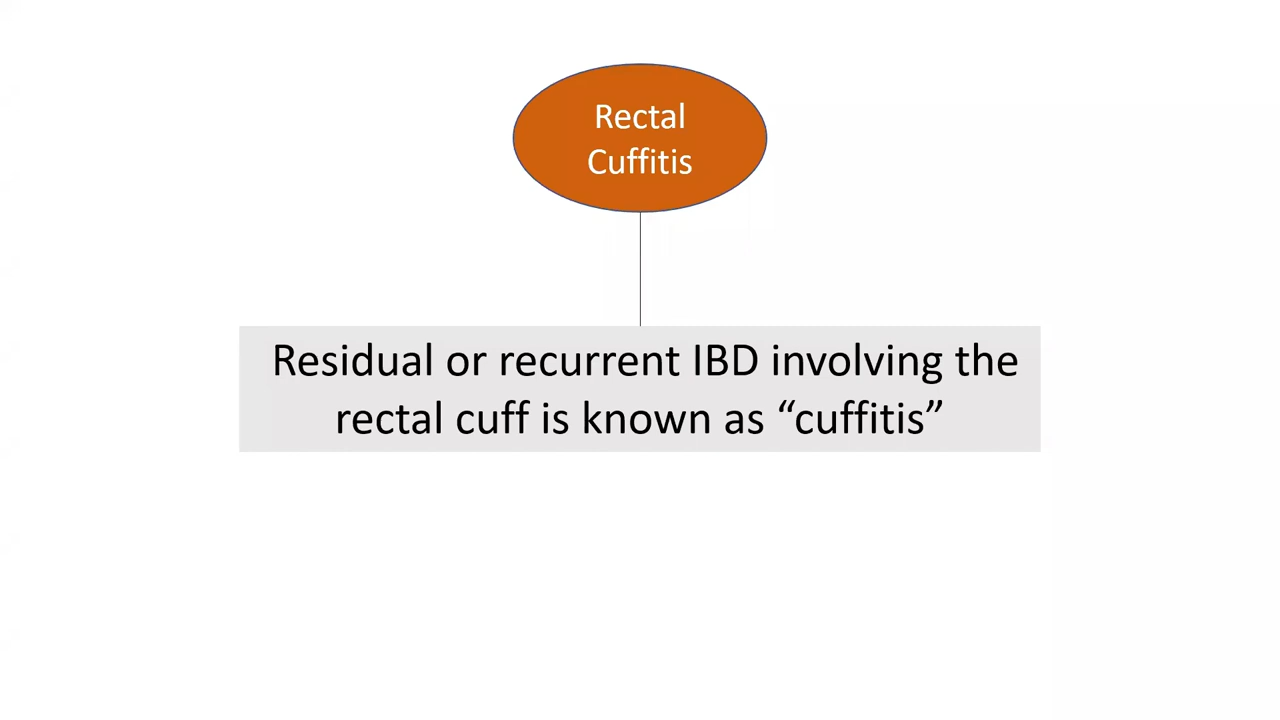 Rectal
Cuffitis
Residual or recurrent IBD involving the
rectal cuff is known as “cuffitis”